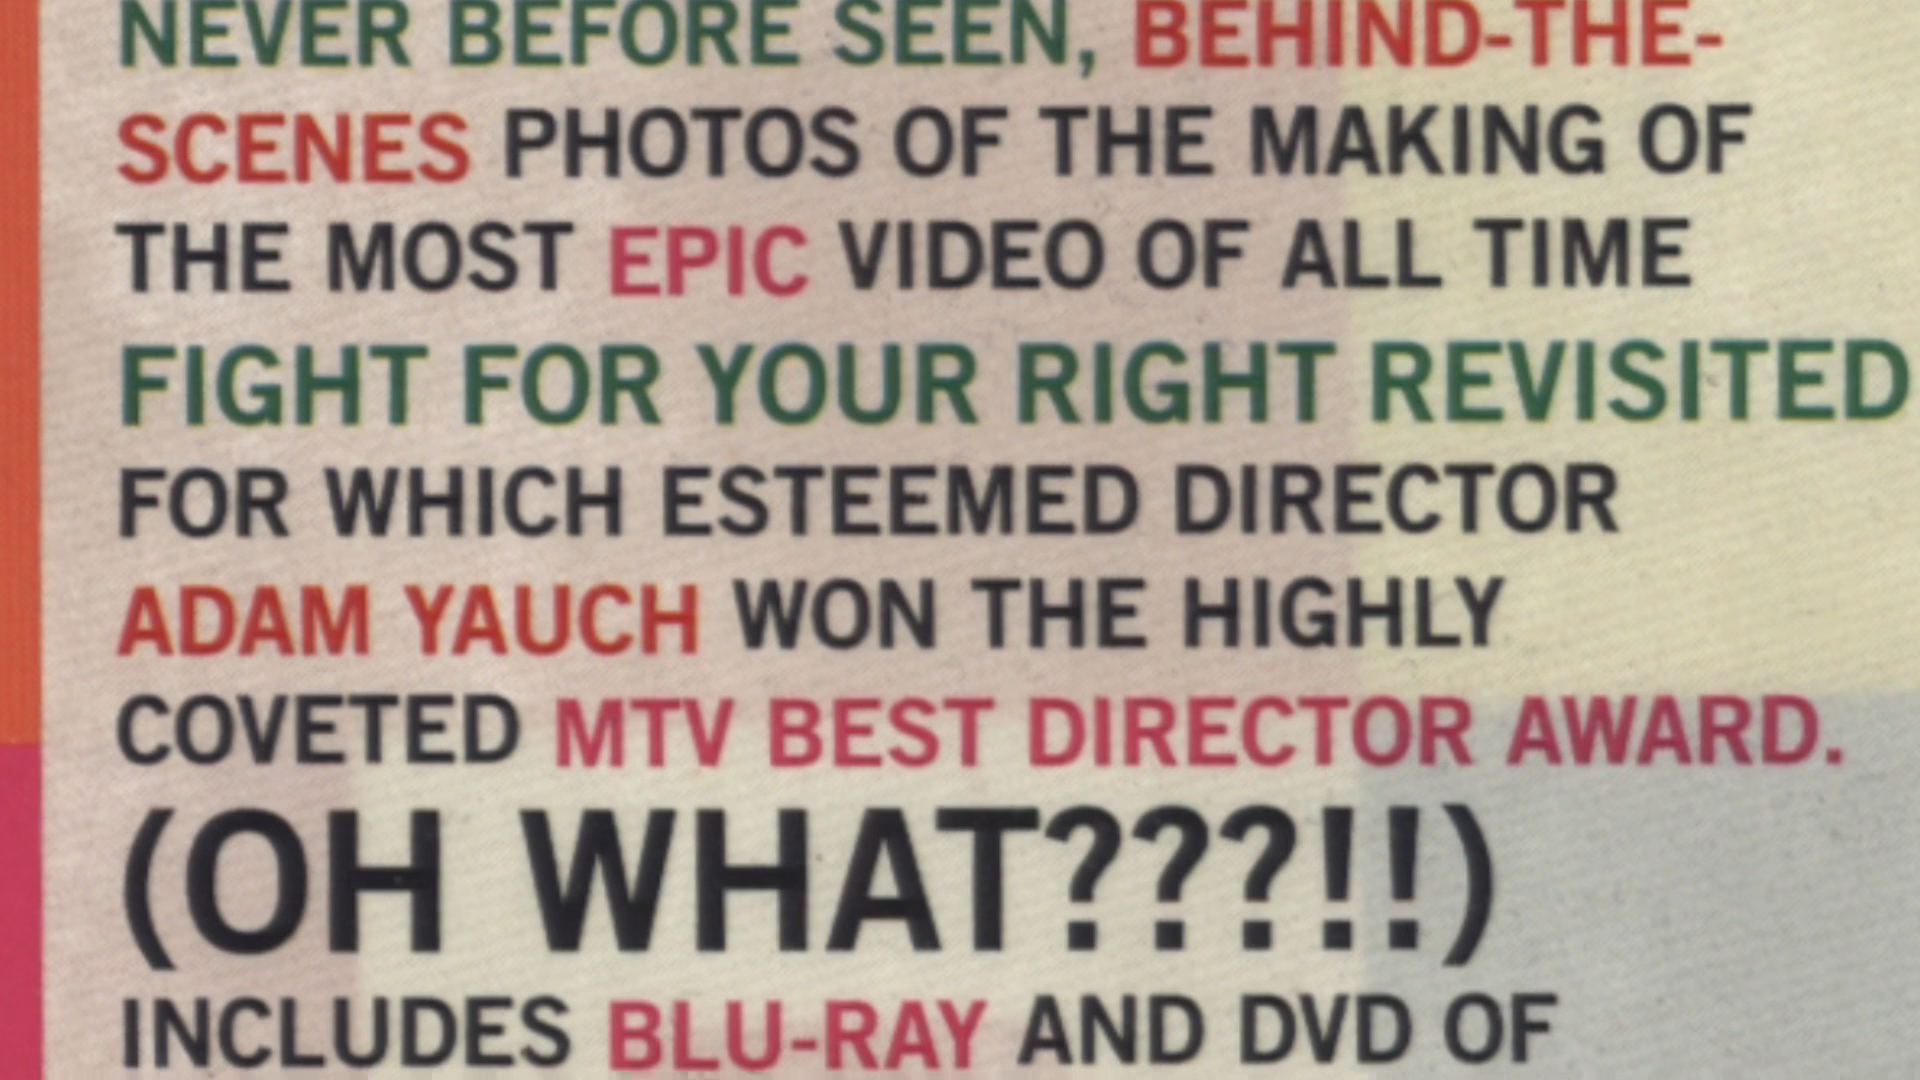 NEVER BEFORE SEEN, BEHIND-THE-
SCENES PHOTOS OF THE MAKING OF
THE MOST EPIC VIDEO OF ALL TIME
FIGHT FOR YOUR RIGHT REVISITED
FOR WHICH ESTEEMED DIRECTOR
ADAM YAUCH WON THE HIGHLY
COVETED MTV BEST DIRECTOR AWARD.
(OH WHAT???!!)
INCLUDES BLU-RAY AND DVD OF